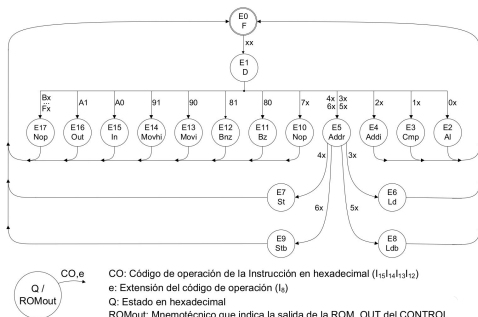 E0
F
xx
E1
D
Bx
...
Fx
A1
A0
91
90
81
80
7x
4x 3x
6x 5x
2x
1x
0x
E17
Nop
E16
Out
E15
In
E14
Movhi
E13
Movi
E12
Bnz
E11
Bz
E10
Nop
E5
Addr
E4
Addi
E3
Cmp
E2
Al
4x
3x
E7
St
E6
Ld
6x
5x
E9
Stb
E8
Ldb
CO,e
Q /
ROMout
CO: Código de operación de la Instrucción en hexadecimal (I15I14I13I12)
e: Extensión del código de operación (I8)
Q: Estado en hexadecimal
ROMout: Mnemotécnico que indica la salida de la ROM_OUT del CONTROL